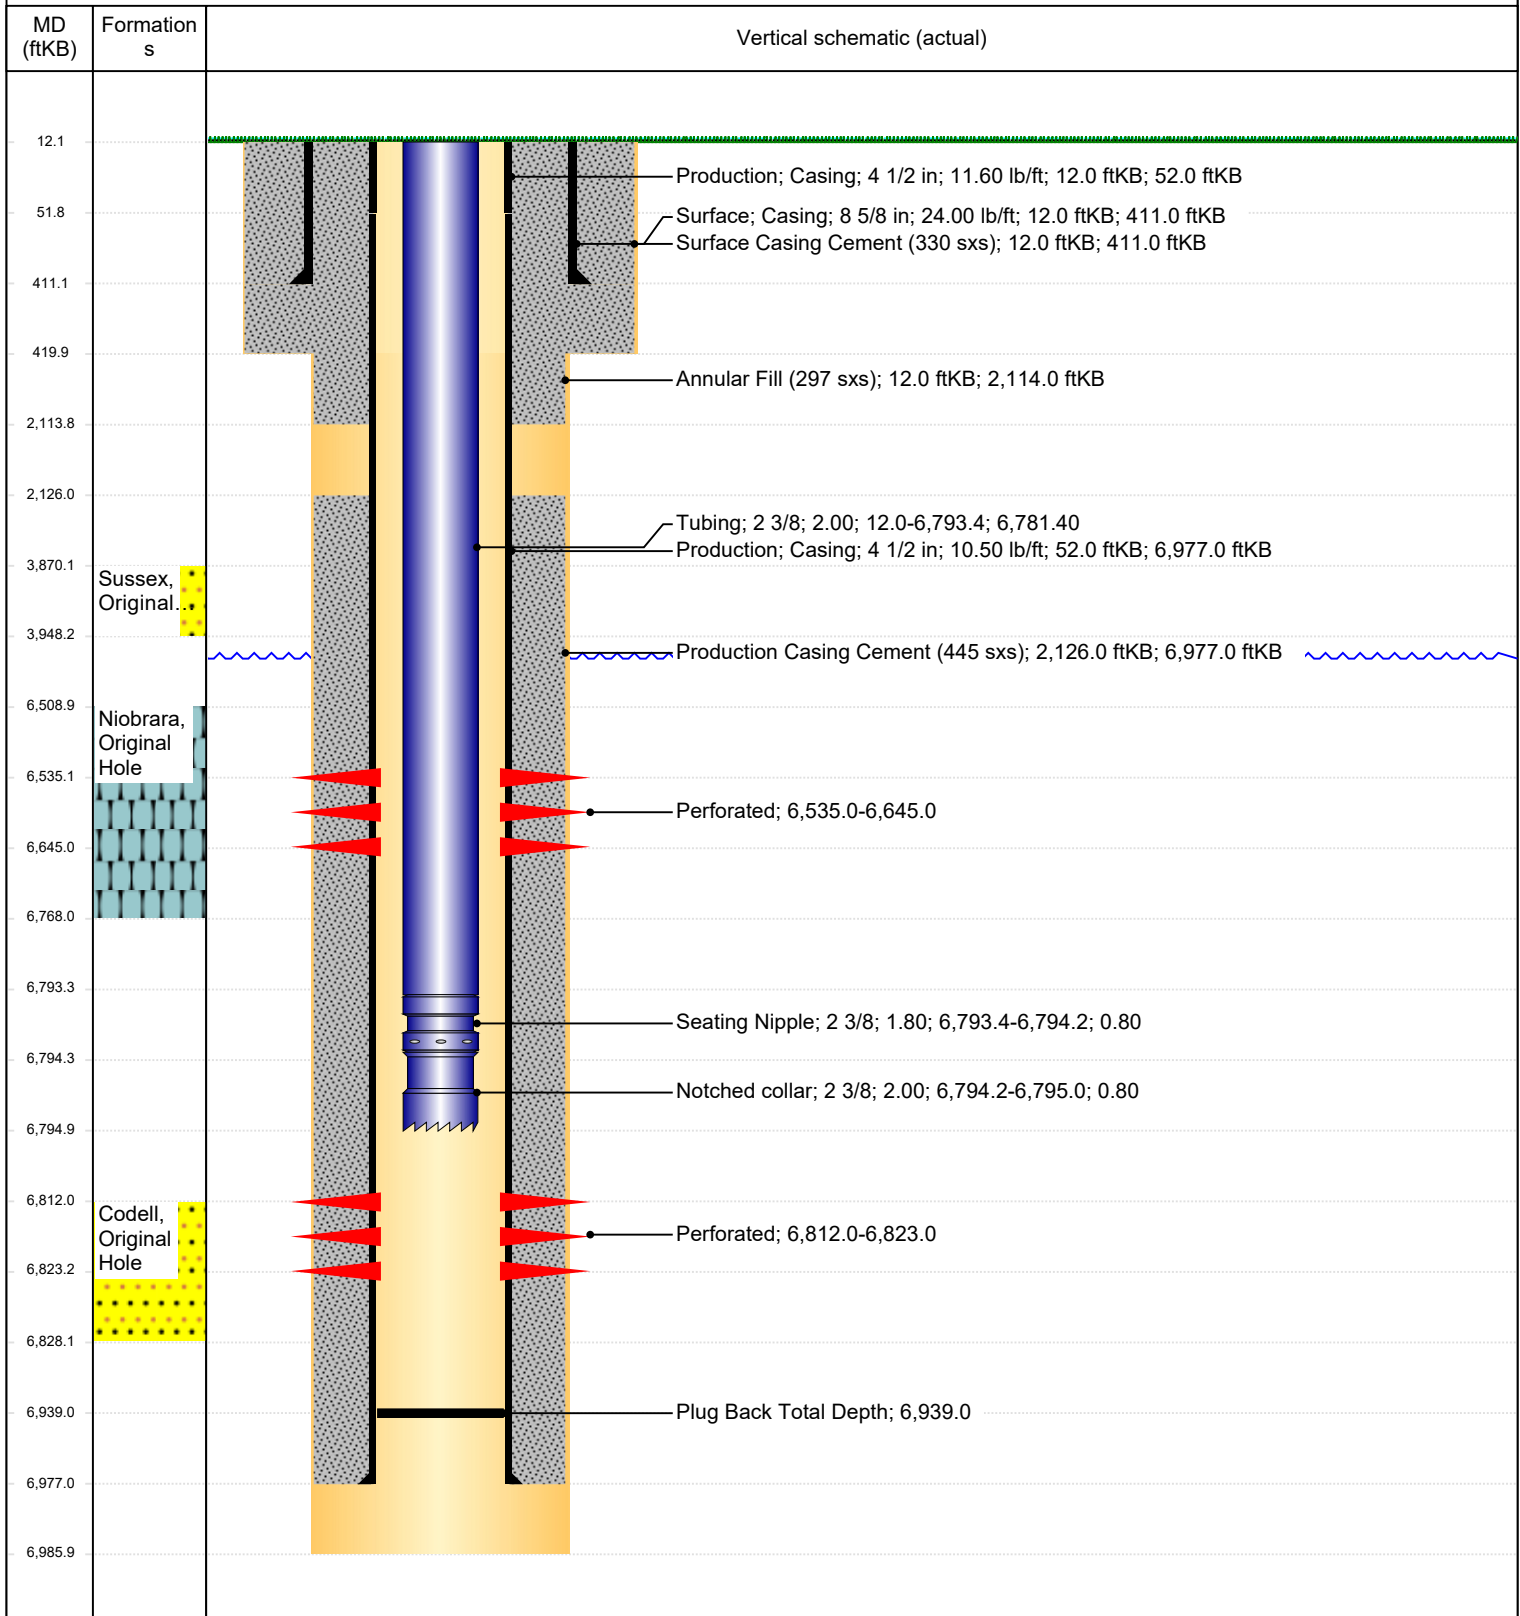 MD
(ftKB)
Formation
s
Vertical schematic (actual)
12.1
Production; Casing; 4 1/2 in; 11.60 lb/ft; 12.0 ftKB; 52.0 ftKB
51.8
Surface; Casing; 8 5/8 in; 24.00 lb/ft; 12.0 ftKB; 411.0 ftKB
Surface Casing Cement (330 sxs); 12.0 ftKB; 411.0 ftKB
411.1
419.9
Annular Fill (297 sxs); 12.0 ftKB; 2,114.0 ftKB
2,113.8
2,126.0
Tubing; 2 3/8; 2.00; 12.0-6,793.4; 6,781.40
Production; Casing; 4 1/2 in; 10.50 lb/ft; 52.0 ftKB; 6,977.0 ftKB
3,870.1
Sussex,
Original...
3,948.2
Production Casing Cement (445 sxs); 2,126.0 ftKB; 6,977.0 ftKB
6,508.9
Niobrara,
Original
Hole
6,535.1
Perforated; 6,535.0-6,645.0
6,645.0
6,768.0
6,793.3
Seating Nipple; 2 3/8; 1.80; 6,793.4-6,794.2; 0.80
6,794.3
Notched collar; 2 3/8; 2.00; 6,794.2-6,795.0; 0.80
6,794.9
6,812.0
Codell,
Original
Hole
Perforated; 6,812.0-6,823.0
6,823.2
6,828.1
6,939.0
Plug Back Total Depth; 6,939.0
6,977.0
6,985.9